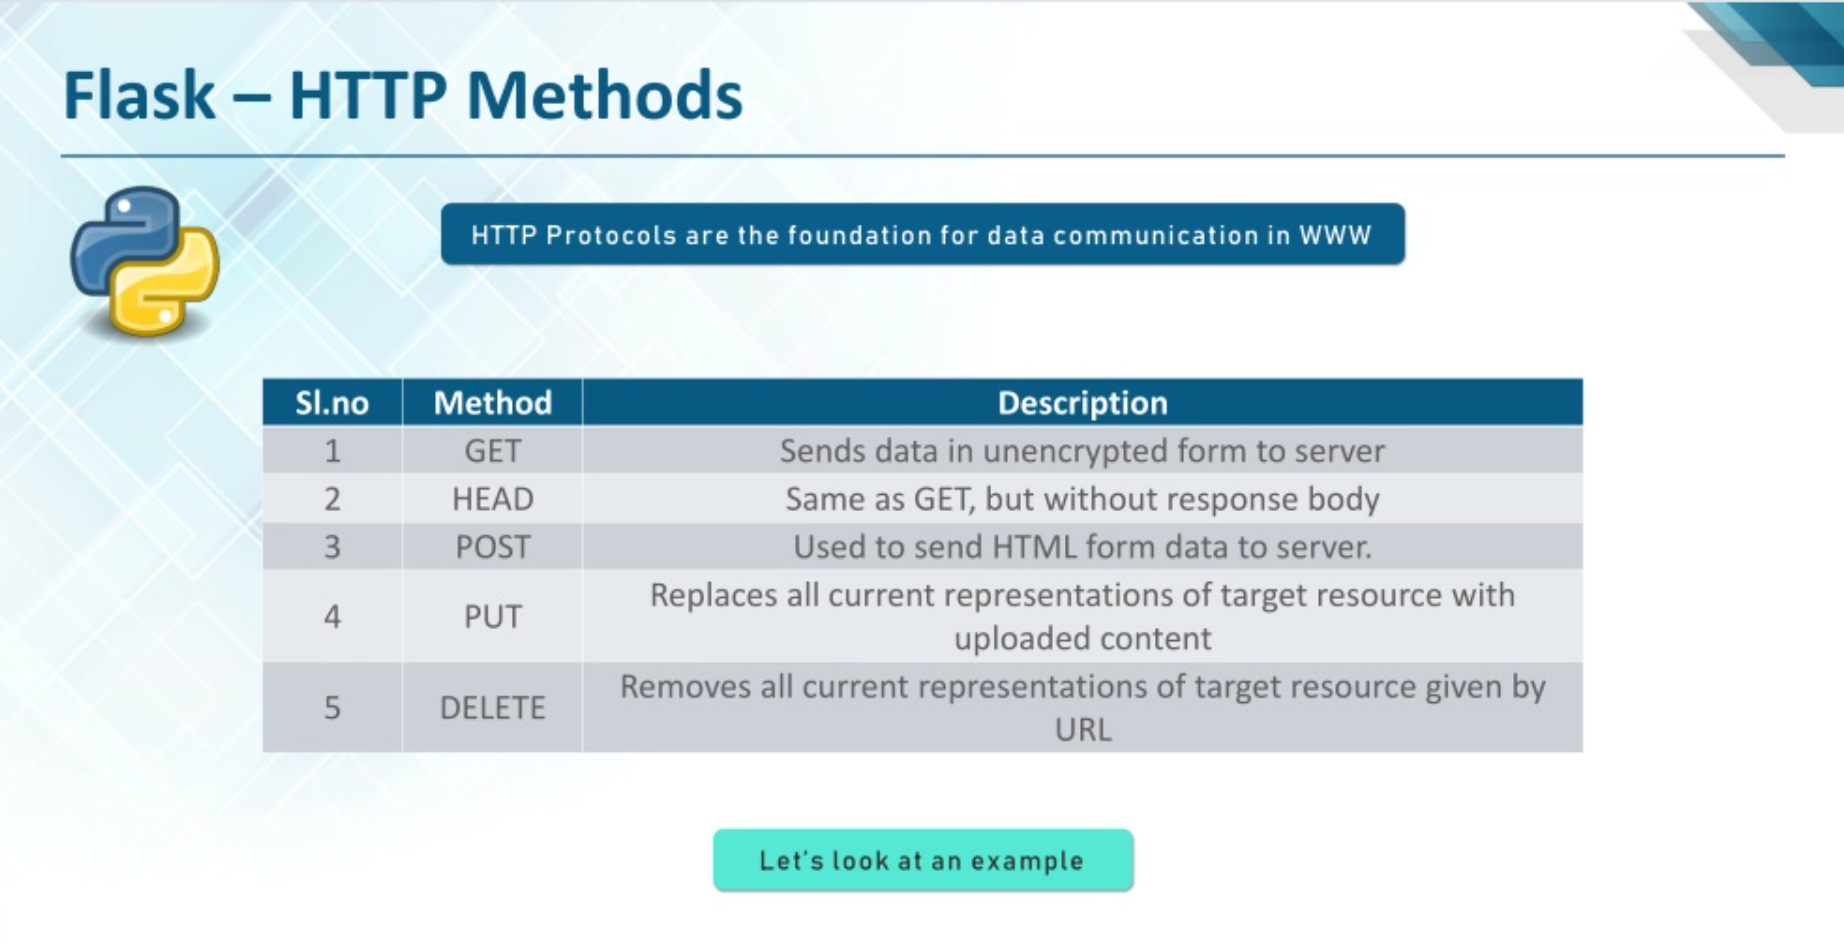 Flask – HTTP Methods
HTTP Protocols are the foundation for data communication in WWW
Sl.no Method Description
1 GET Sends data in unencrypted form to server
2 HEAD Same as GET, but without response body
3 POST Used to send HTML form data to server.
4 PUT Replaces all current representations of target resource with
uploaded content
5 DELETE Removes all current representations of target resource given by
URL
Let's look at an example